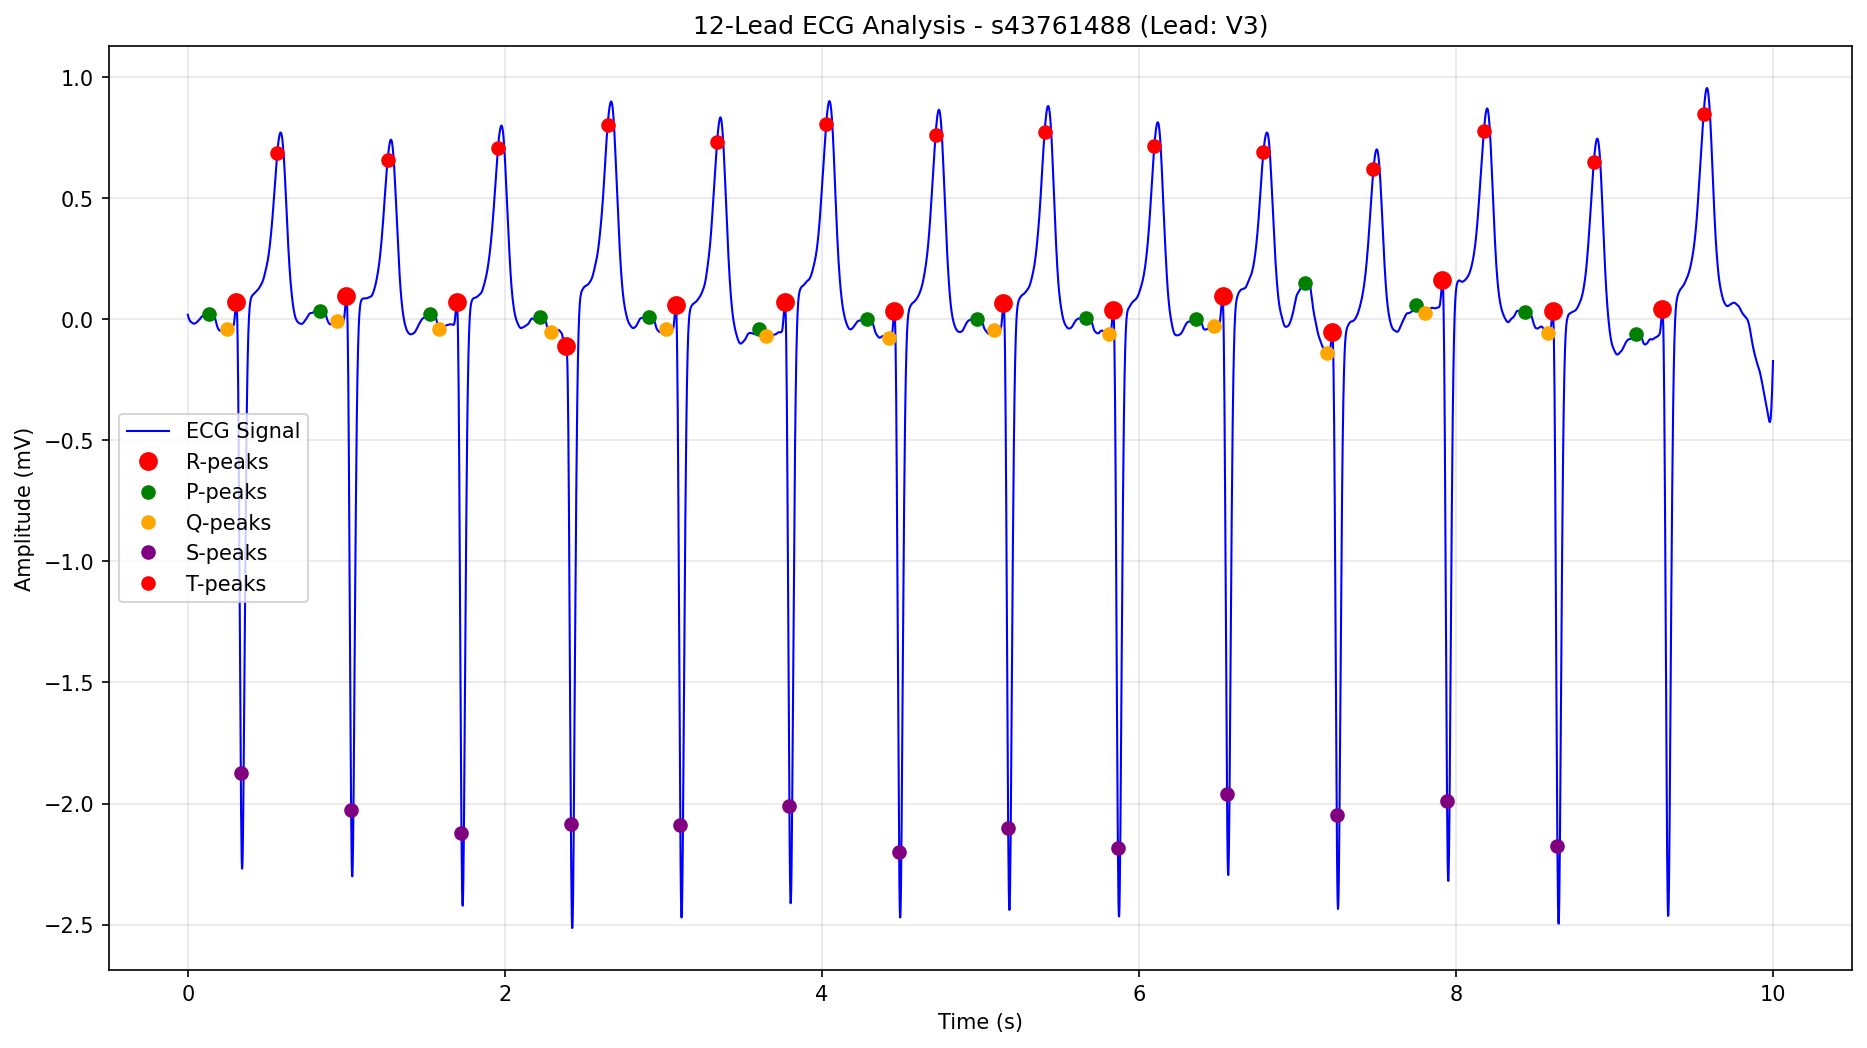 12-Lead ECG Analysis - s43761488 (Lead: V3)
Amplitude (mV)
1.0
0.5
0.0
−0.5
−1.0
−1.5
−2.0
−2.5
ECG Signal
R-peaks
P-peaks
Q-peaks
S-peaks
T-peaks
0 2 4 6 8 10
Time (s)